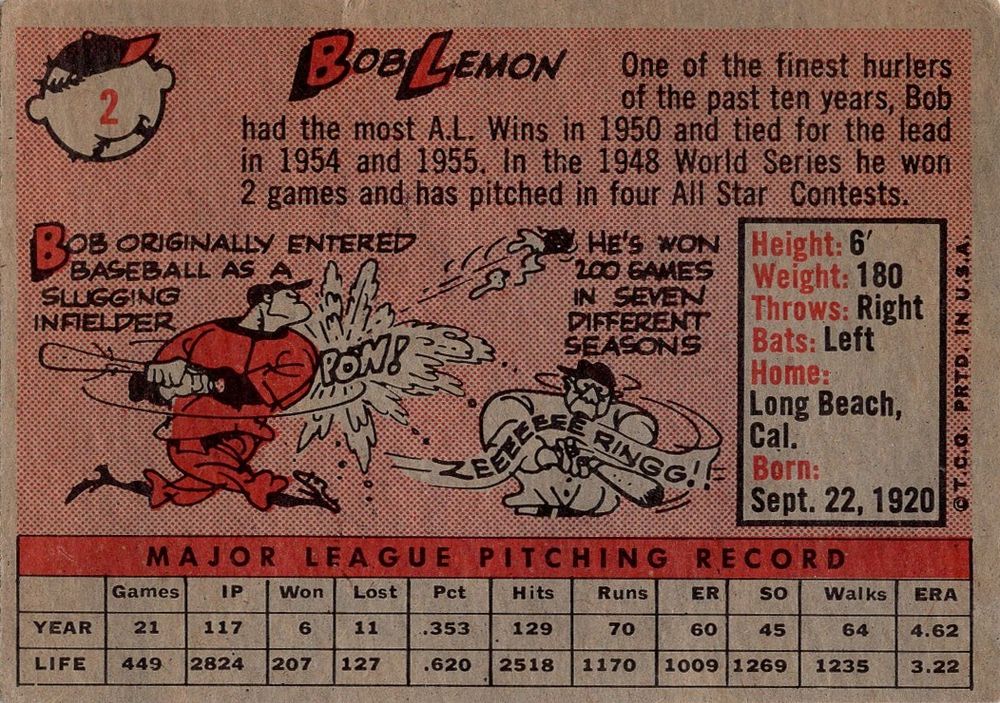 2
BOB LEMON
One of the finest hurlers
of the past ten years, Bob
had the most A.L. Wins in 1950 and tied for the lead
in 1954 and 1955. In the 1948 World Series he won
2 games and has pitched in four All Star Contests.
BOB ORIGINALLY ENTERED
BASEBALL AS A
SLUGGING
INFIELDER
POW!
HE'S WON
200 GAMES
IN SEVEN
DIFFERENT
SEASONS
ZEEEEEEEE RINGG!!
Height: 6'
Weight: 180
Throws: Right
Bats: Left
Home:
Long Beach,
Cal.
Born:
Sept. 22, 1920
© T.C.G. PRTD. IN U.S.A.
MAJOR LEAGUE PITCHING RECORD
Games IP Won Lost Pct Hits Runs ER SO Walks ERA
YEAR 21 117 6 11 .353 129 70 60 45 64 4.62
LIFE 449 2824 207 127 .620 2518 1170 1009 1269 1235 3.22